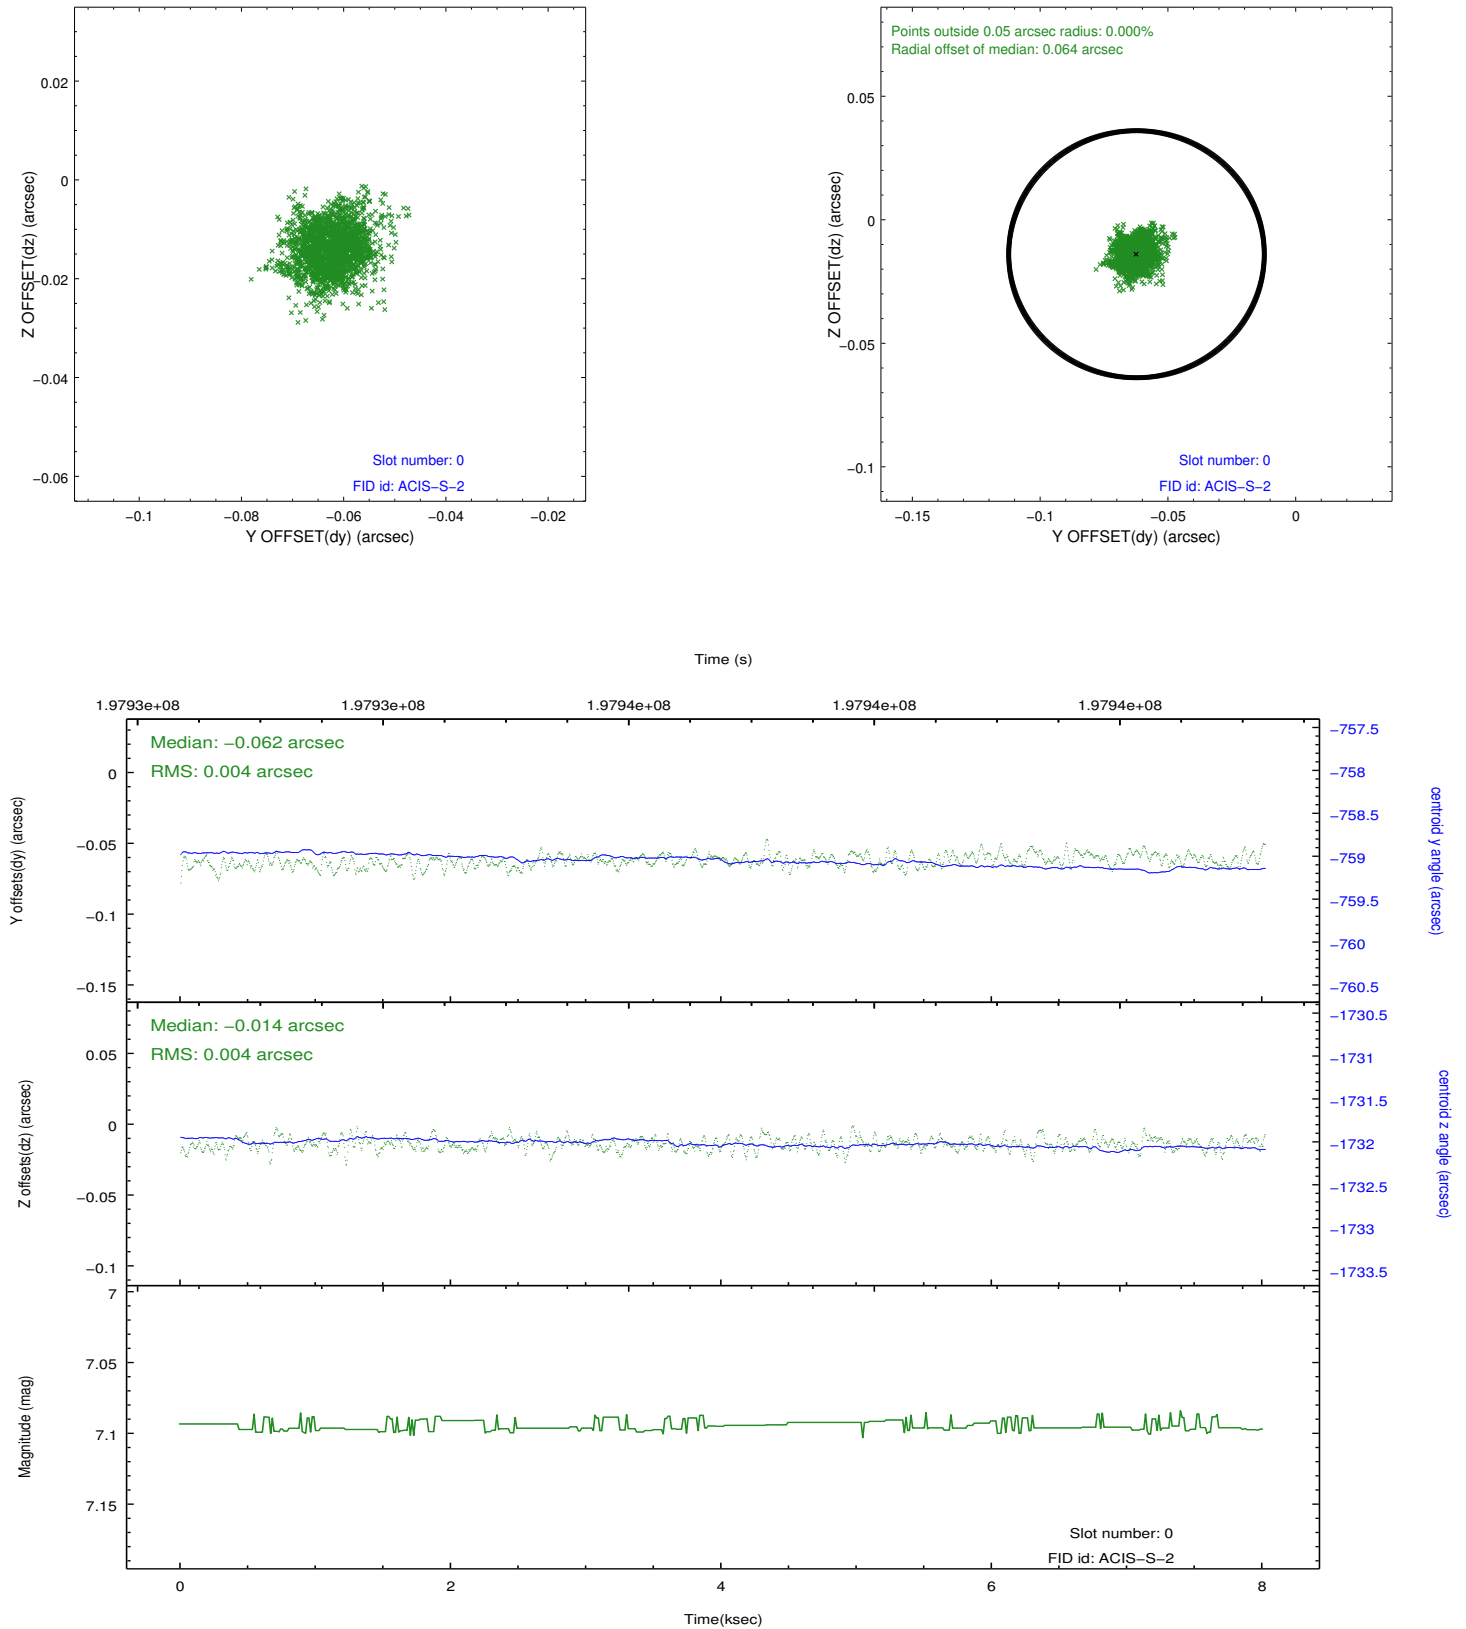 0.02
0
−0.02
−0.04
−0.06
Z OFFSET(dz) (arcsec)
Slot number: 0
FID id: ACIS−S−2
−0.1
−0.08
−0.06
−0.04
−0.02
Y OFFSET(dy) (arcsec)
Points outside 0.05 arcsec radius: 0.000%
Radial offset of median: 0.064 arcsec
0.05
0
−0.05
−0.1
Z OFFSET(dz) (arcsec)
Slot number: 0
FID id: ACIS−S−2
−0.15
−0.1
−0.05
0
Y OFFSET(dy) (arcsec)
Time (s)
1.9793e+08
1.9793e+08
1.9794e+08
1.9794e+08
1.9794e+08
Median: −0.062 arcsec
RMS: 0.004 arcsec
0
−0.05
−0.1
−0.15
Y offsets(dy) (arcsec)
−757.5
−758
−758.5
−759
−759.5
−760
−760.5
centroid y angle (arcsec)
Median: −0.014 arcsec
RMS: 0.004 arcsec
0.05
0
−0.05
−0.1
Z offsets(dz) (arcsec)
−1730.5
−1731
−1731.5
−1732
−1732.5
−1733
−1733.5
centroid z angle (arcsec)
7
7.05
7.1
7.15
Magnitude (mag)
Slot number: 0
FID id: ACIS−S−2
0
2
4
6
8
Time(ksec)